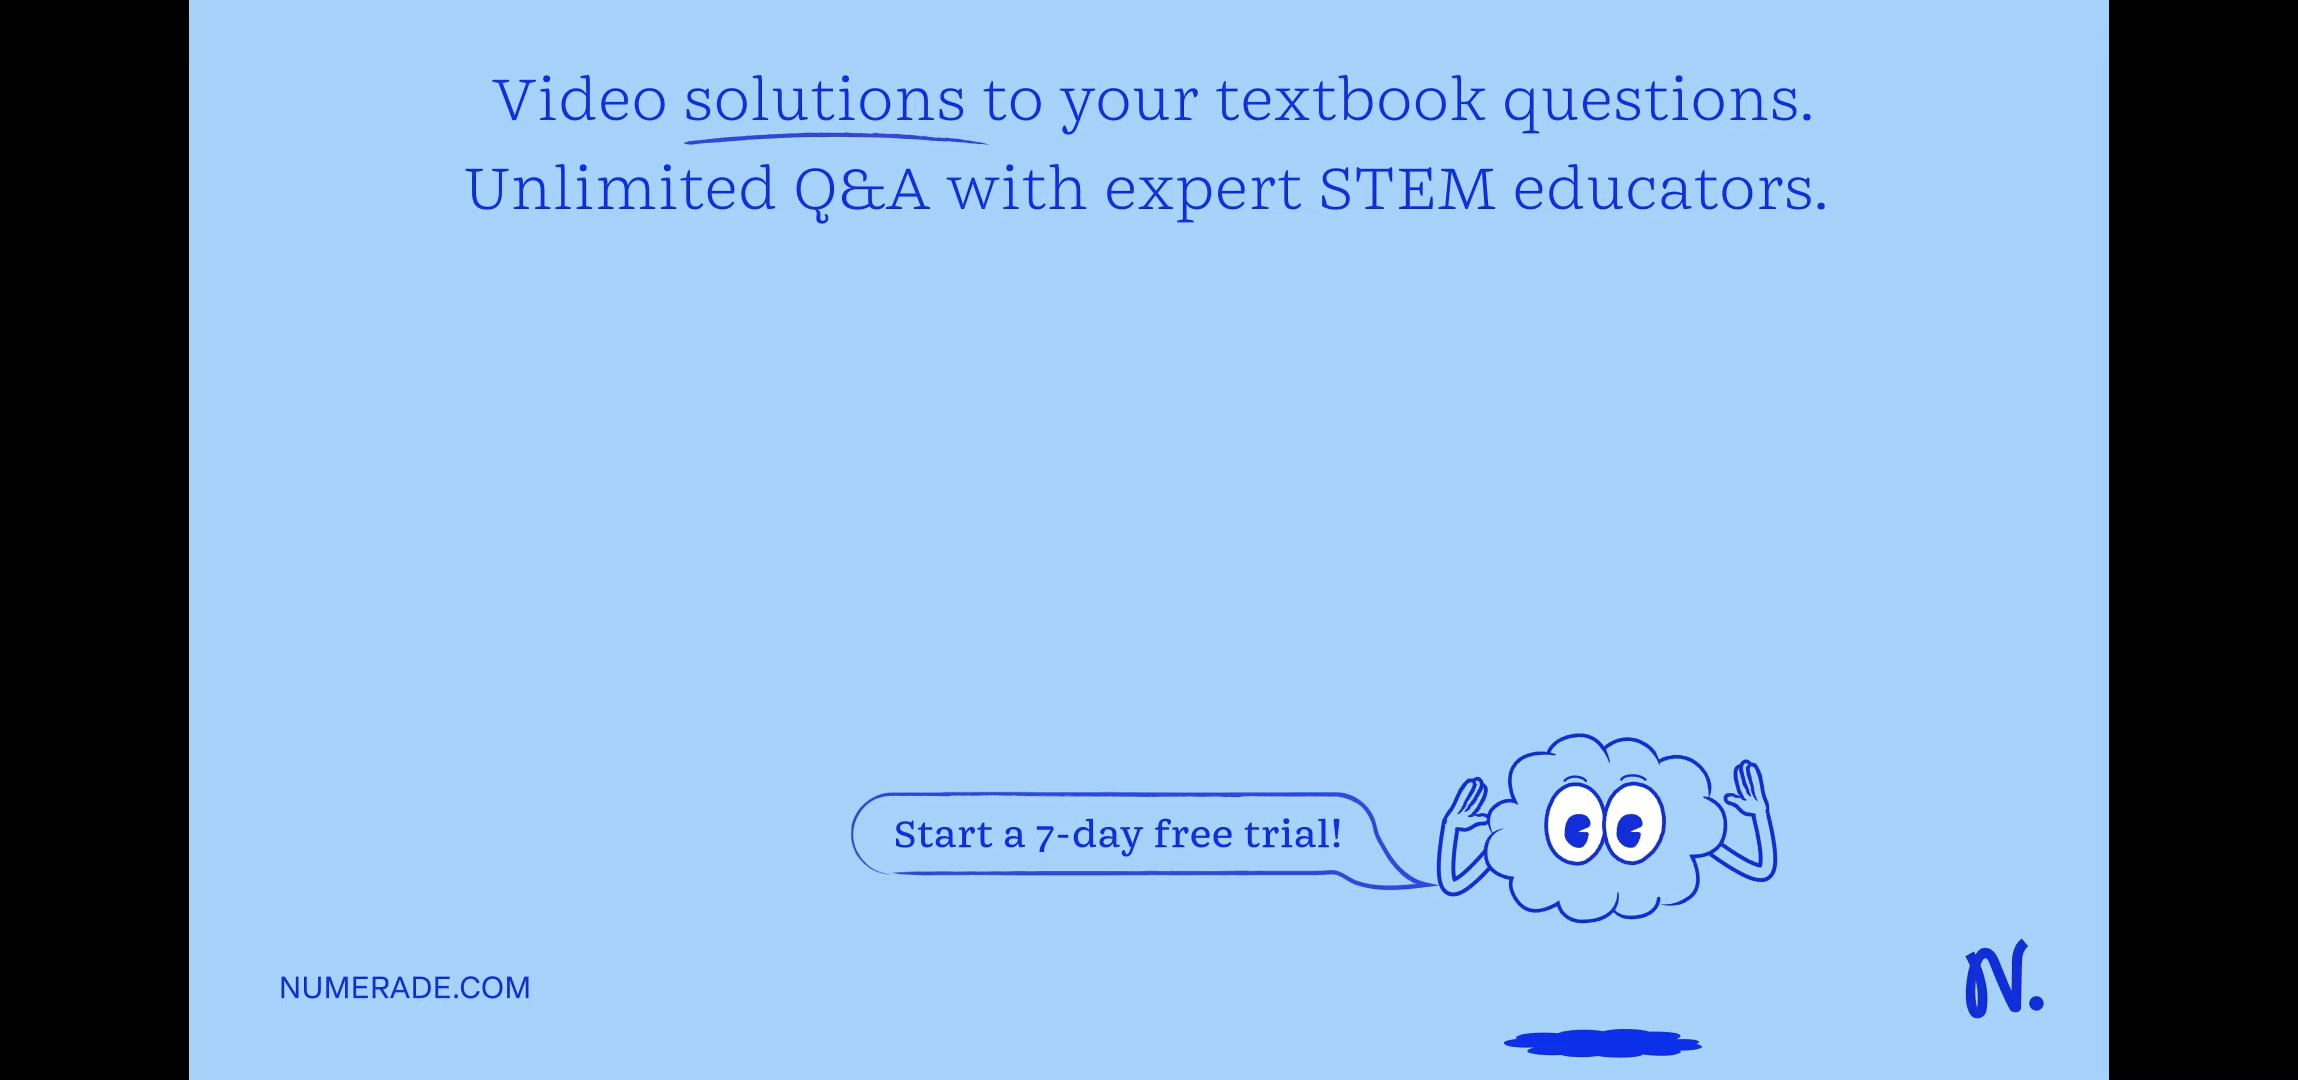 Video solutions to your textbook questions.
Unlimited Q&A with expert STEM educators.
Start a 7-day free trial!
NUMERADE.COM
N.